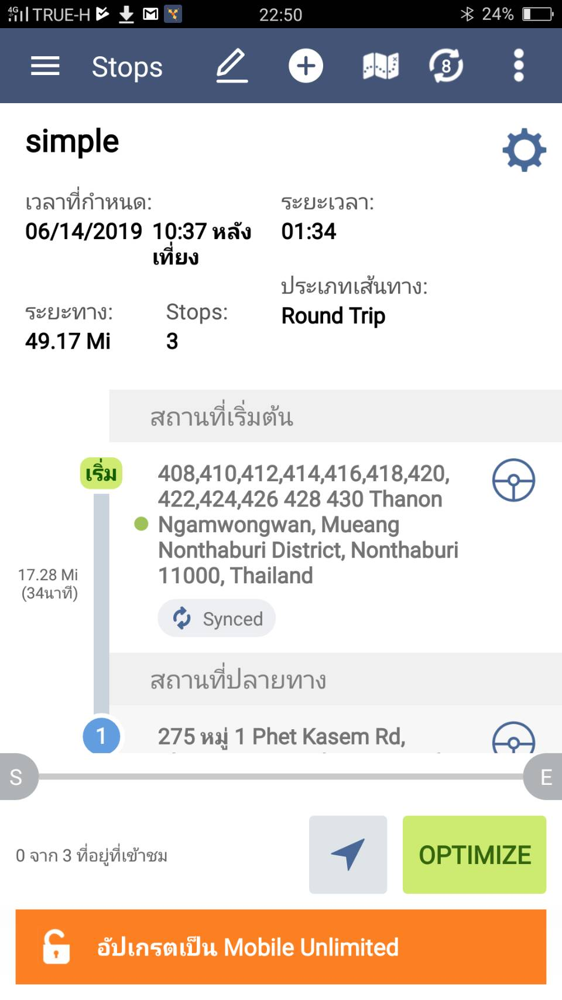 4G TRUE-H 22:50 24%
Stops 8
simple
เวลาที่กำหนด: ระยะเวลา:
06/14/2019 10:37 หลัง 01:34
เที่ยง
ประเภทเส้นทาง:
ระยะทาง: Stops:
Round Trip
49.17 Mi 3
สถานที่เริ่มต้น
เริ่ม 408,410,412,414,416,418,420,
422,424,426 428 430 Thanon
Ngamwongwan, Mueang
Nonthaburi District, Nonthaburi
11000, Thailand
17.28 Mi
(34นาที)
Synced
สถานที่ปลายทาง
1 275 หมู่ 1 Phet Kasem Rd,
S E
0 จาก 3 ที่อยู่ที่เข้าชม
OPTIMIZE
อัปเกรตเป็น Mobile Unlimited